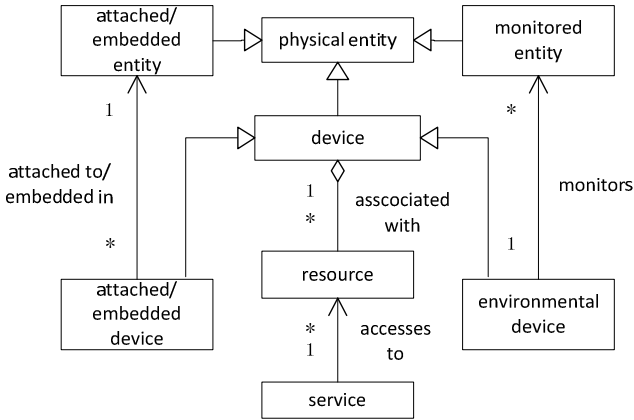 attached/
embedded
entity
physical entity
monitored
entity
1
*
device
attached to/
embedded in
monitors
1
*
asscociated
with
*
1
attached/
embedded
device
resource
environmental
device
*
1
accesses
to
service